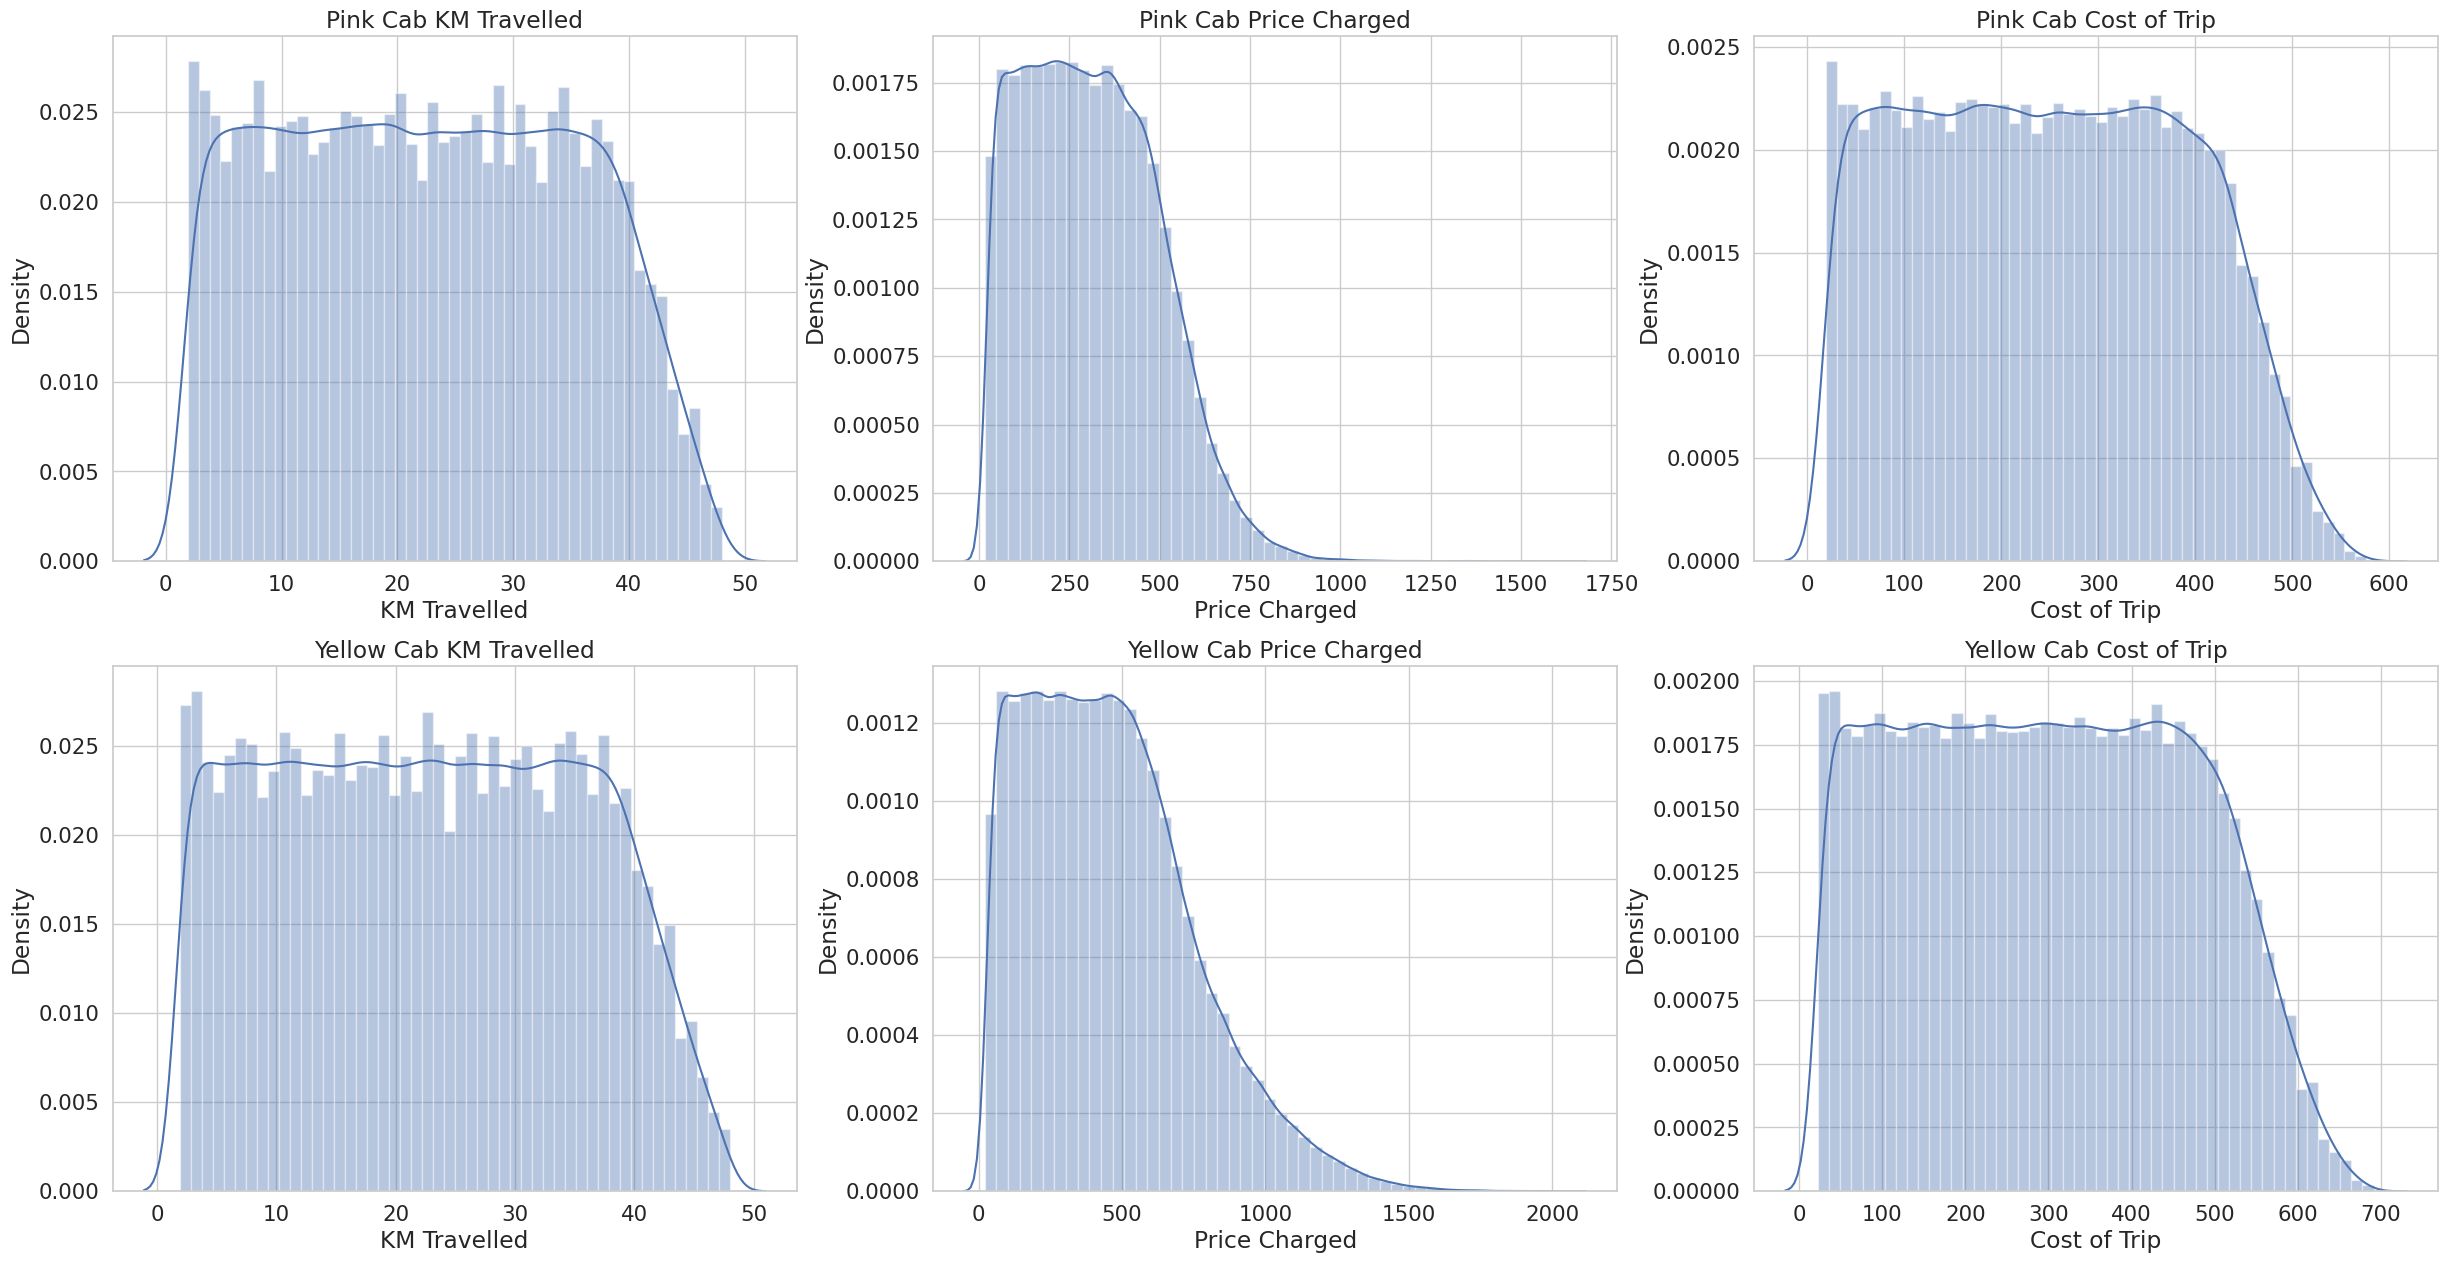 Pink Cab KM Travelled
Density
0.025
0.020
0.015
0.010
0.005
0.000
0 10 20 30 40 50
KM Travelled
Pink Cab Price Charged
Density
0.00175
0.00150
0.00125
0.00100
0.00075
0.00050
0.00025
0.00000
0 250 500 750 1000 1250 1500 1750
Price Charged
Pink Cab Cost of Trip
Density
0.0025
0.0020
0.0015
0.0010
0.0005
0.0000
0 100 200 300 400 500 600
Cost of Trip
Yellow Cab KM Travelled
Density
0.025
0.020
0.015
0.010
0.005
0.000
0 10 20 30 40 50
KM Travelled
Yellow Cab Price Charged
Density
0.0012
0.0010
0.0008
0.0006
0.0004
0.0002
0.0000
0 500 1000 1500 2000
Price Charged
Yellow Cab Cost of Trip
Density
0.00200
0.00175
0.00150
0.00125
0.00100
0.00075
0.00050
0.00025
0.00000
0 100 200 300 400 500 600 700
Cost of Trip